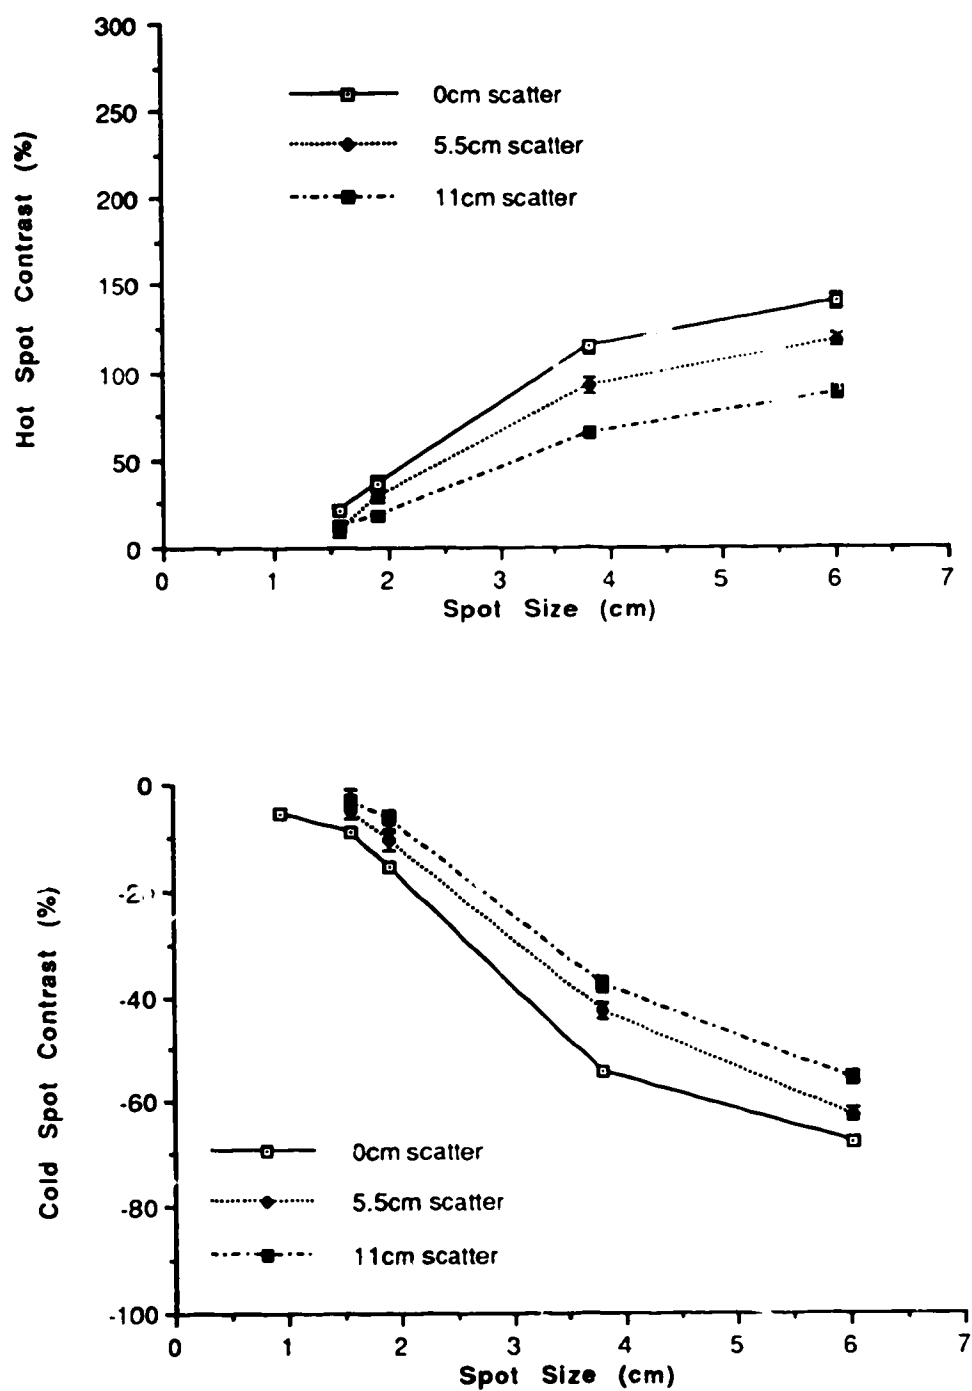 300
250
200
150
100
50
0
Hot Spot Contrast (%)
0cm scatter
5.5cm scatter
11cm scatter
0 1 2 3 4 5 6 7
Spot Size (cm)
0
-40
-60
-80
-100
Cold Spot Contrast (%)
0cm scatter
5.5cm scatter
11cm scatter
0 1 2 3 4 5 6 7
Spot Size (cm)